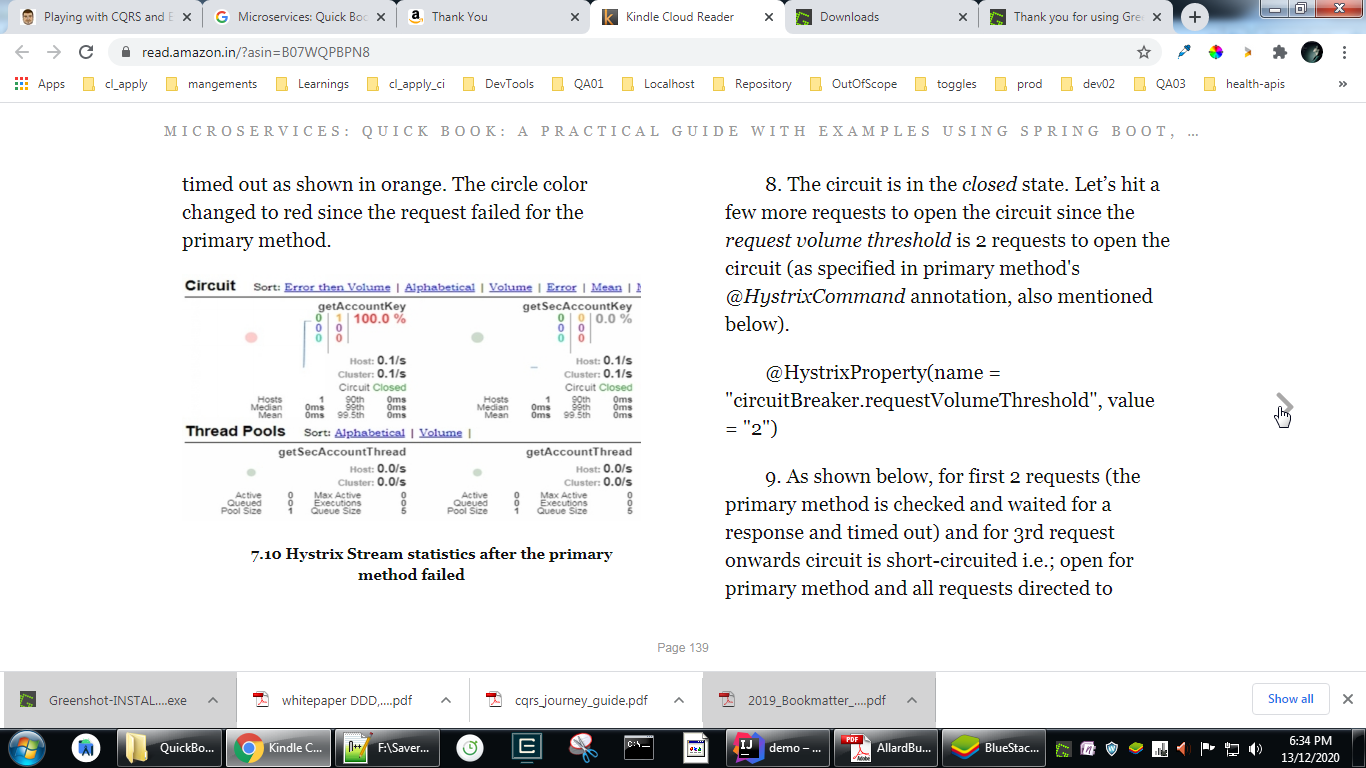 Playing with CQRS and E
Microservices: Quick Boo
Thank You
Kindle Cloud Reader
Downloads
Thank you for using Gre
read.amazon.in/?asin=B07WQPBPN8
Apps
cl_apply
mangements
Learnings
cl_apply_ci
DevTools
QA01
Localhost
Repository
OutOfScope
toggles
prod
dev02
QA03
health-apis
»
MICROSERVICES: QUICK BOOK: A PRACTICAL GUIDE WITH EXAMPLES USING SPRING BOOT, …
timed out as shown in orange. The circle color
changed to red since the request failed for the
primary method.
Circuit Sort: Error then Volume | Alphabetical | Volume | Error | Mean |
getAccountKey
0 1 100.0 %
0 0
0 0
Host: 0.1/s
Cluster: 0.1/s
Circuit Closed
Hosts 1 90th 0ms
Median 0ms 99th 0ms
Mean 0ms 99.5th 0ms
getSecAccountKey
0 0 0.0 %
0 0
0 0
Host: 0.1/s
Cluster: 0.1/s
Circuit Closed
Hosts 1 90th 0ms
Median 0ms 99th 0ms
Mean 0ms 99.5th 0ms
Thread Pools Sort: Alphabetical | Volume |
getSecAccountThread
Host: 0.0/s
Cluster: 0.0/s
Active 0 Max Active 0
Queued 0 Executions 0
Pool Size 1 Queue Size 5
getAccountThread
Host: 0.0/s
Cluster: 0.0/s
Active 0 Max Active 0
Queued 0 Executions 0
Pool Size 1 Queue Size 5
7.10 Hystrix Stream statistics after the primary
method failed
8. The circuit is in the closed state. Let’s hit a
few more requests to open the circuit since the
request volume threshold is 2 requests to open the
circuit (as specified in primary method's
@HystrixCommand annotation, also mentioned
below).
@HystrixProperty(name =
"circuitBreaker.requestVolumeThreshold", value
= "2")
9. As shown below, for first 2 requests (the
primary method is checked and waited for a
response and timed out) and for 3rd request
onwards circuit is short-circuited i.e.; open for
primary method and all requests directed to
Page 139
Greenshot-INSTAL....exe
whitepaper DDD,....pdf
cqrs_journey_guide.pdf
2019_Bookmatter_....pdf
Show all
QuickBo...
Kindle C...
F:\Saver...
demo – ...
AllardBu...
BlueStac...
6:34 PM
13/12/2020